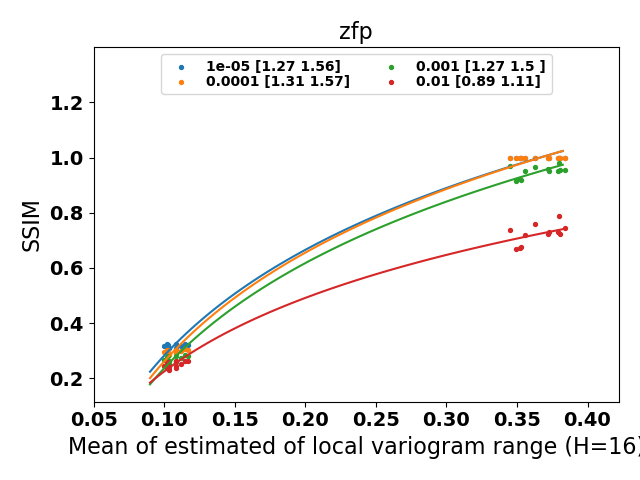 zfp
1e-05 [1.27 1.56]
0.0001 [1.31 1.57]
0.001 [1.27 1.5 ]
0.01 [0.89 1.11]
SSIM
1.2
1.0
0.8
0.6
0.4
0.2
0.05 0.10 0.15 0.20 0.25 0.30 0.35 0.40
Mean of estimated of local variogram range (H=16)